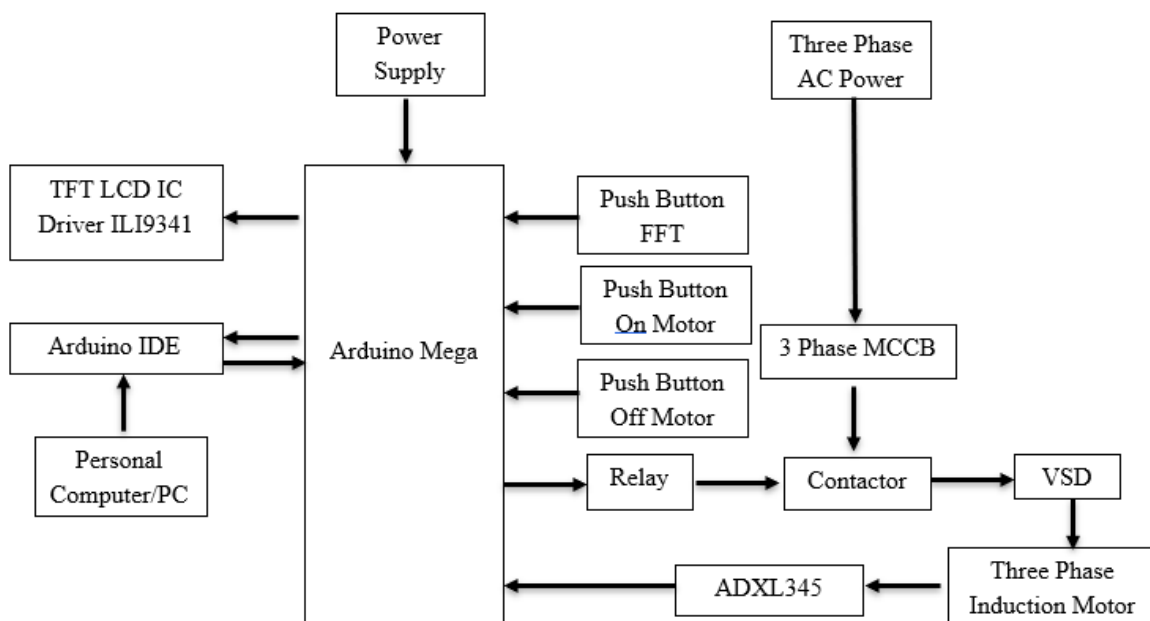 Power
Supply
Three Phase
AC Power
TFT LCD IC
Driver ILI9341
Push Button
FFT
Push Button
On Motor
Arduino IDE
Arduino Mega
3 Phase MCCB
Push Button
Off Motor
Personal
Computer/PC
Relay
Contactor
VSD
ADXL345
Three Phase
Induction Motor